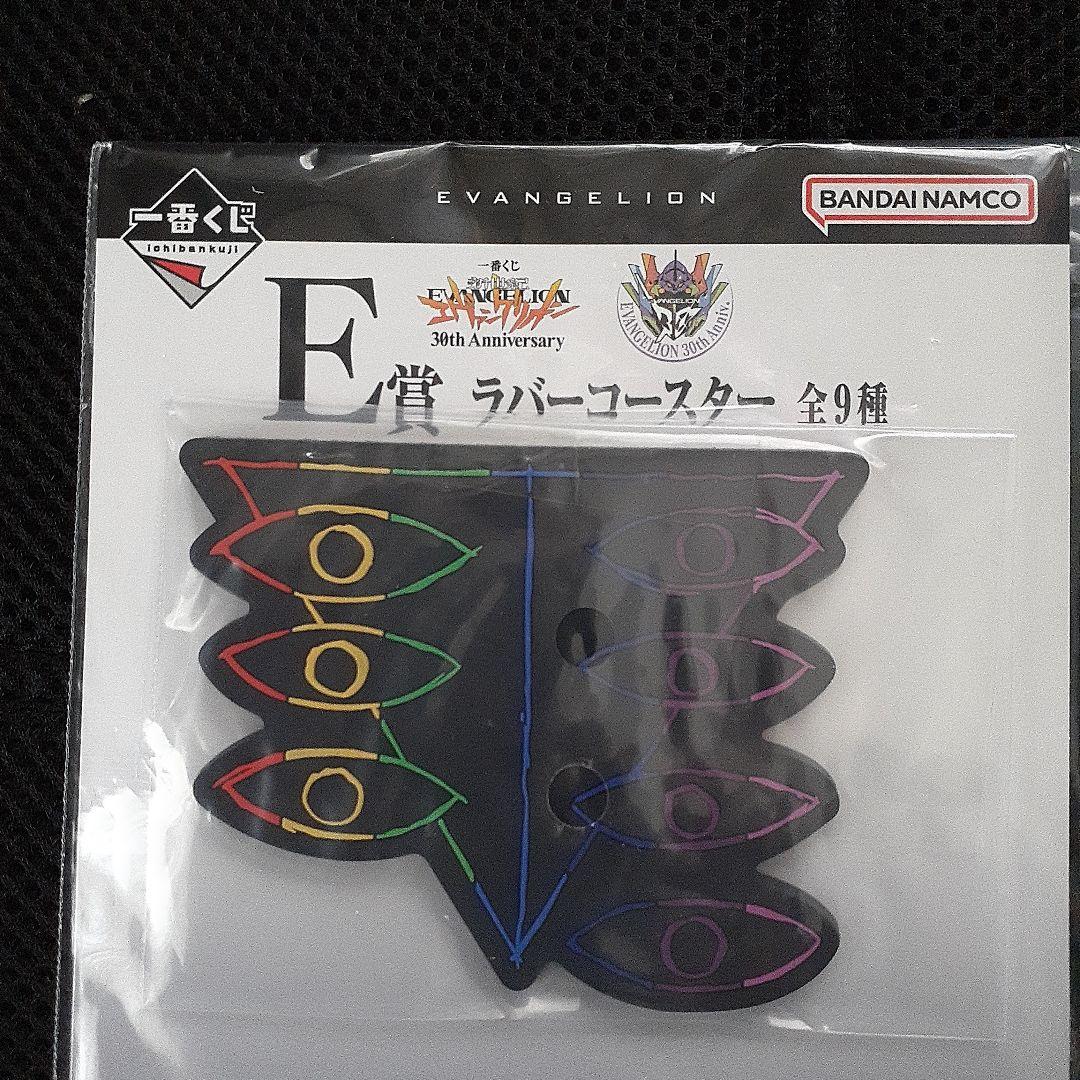 一番くじ
ichibankuji
EVANGELION
BANDAI NAMCO
一番くじ
EVANGELION
エヴァンゲリオン
30th Anniversary
EVANGELION
EVANGELION 30th Anniv.
E賞 ラバーコースター 全9種